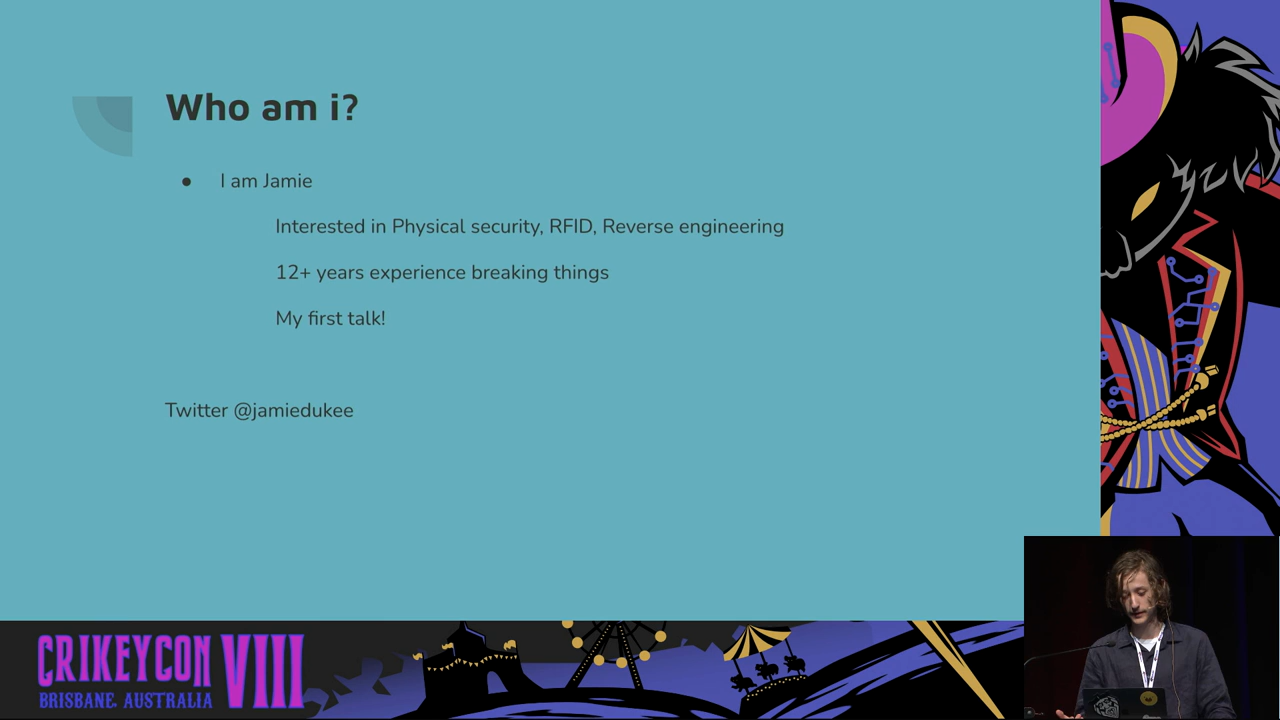 Who am i?
● I am Jamie
Interested in Physical security, RFID, Reverse engineering
12+ years experience breaking things
My first talk!
Twitter @jamiedukee
CRIKEYCON VIII
BRISBANE, AUSTRALIA